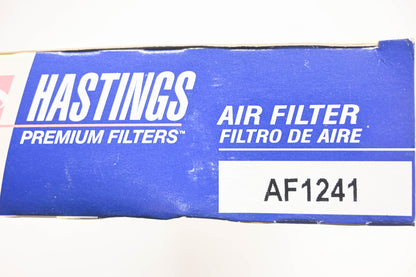 HASTINGS
PREMIUM FILTERS™
AIR FILTER
FILTRO DE AIRE
AF1241